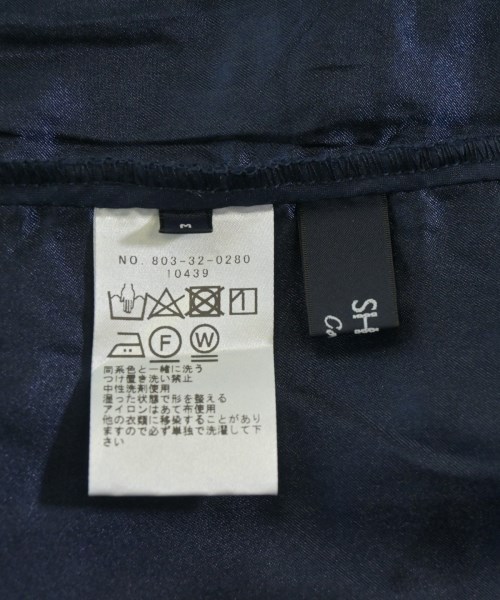 M
NO. 803-32-0280
10439
F
W
同系色と一緒に洗う
つけ置き洗い禁止
中性洗剤使用
湿った状態で形を整える
アイロンはあて布使用
他の衣類に移染することがあり
ますので必ず単独で洗濯して下
さい
SH
Co